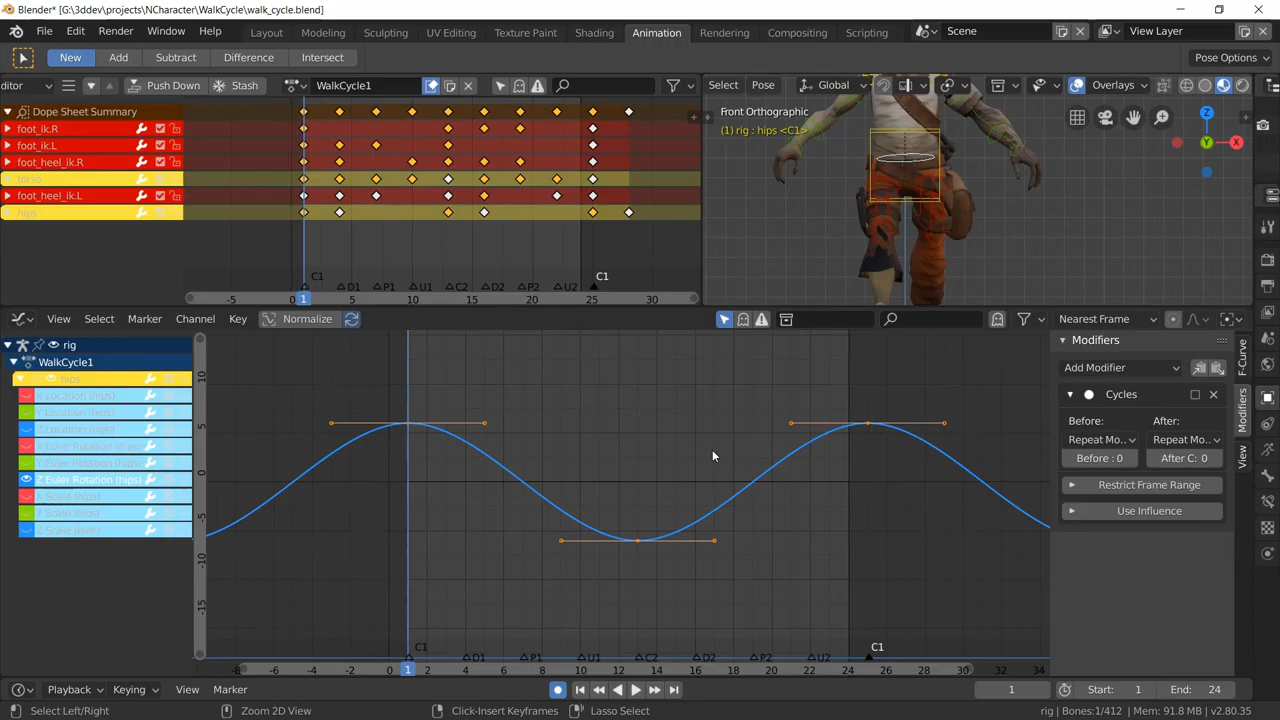 Blender* [G:\3ddev\projects\NCharacter\WalkCycle\walk_cycle.blend]
File Edit Render Window Help Layout Modeling Sculpting UV Editing Texture Paint Shading Animation Rendering Compositing Scripting Scene View Layer
New Add Subtract Difference Intersect Pose Options
ditor Push Down Stash WalkCycle1 Select Pose Global Overlays
Dope Sheet Summary
foot_ik.R
foot_ik.L
foot_heel_ik.R
torso
foot_heel_ik.L
hips
C1 C1
D1 P1 U1 C2 D2 P2 U2
-5 0 1 5 10 15 20 25 30
Front Orthographic
(1) rig : hips <C1>
Z
Y X
View Select Marker Channel Key Normalize Nearest Frame
rig
WalkCycle1
hips
X Location (hips)
Y Location (hips)
Z Location (hips)
X Euler Rotation (hips)
Y Euler Rotation (hips)
Z Euler Rotation (hips)
X Scale (hips)
Y Scale (hips)
Z Scale (hips)
10
5
0
-5
-10
-15
C1 C1
D1 P1 U1 C2 D2 P2 U2
-8 -6 -4 -2 0 1 2 4 6 8 10 12 14 16 18 20 22 24 26 28 30 32 34
Modifiers
Add Modifier
Cycles
Before: After:
Repeat Mo.. Repeat Mo..
Before : 0 After C: 0
Restrict Frame Range
Use Influence
F-Curve
Modifiers
View
Playback Keying View Marker 1 Start: 1 End: 24
Select Left/Right Zoom 2D View Click-Insert Keyframes Lasso Select rig | Bones:1/412 | Mem: 91.8 MB | v2.80.35